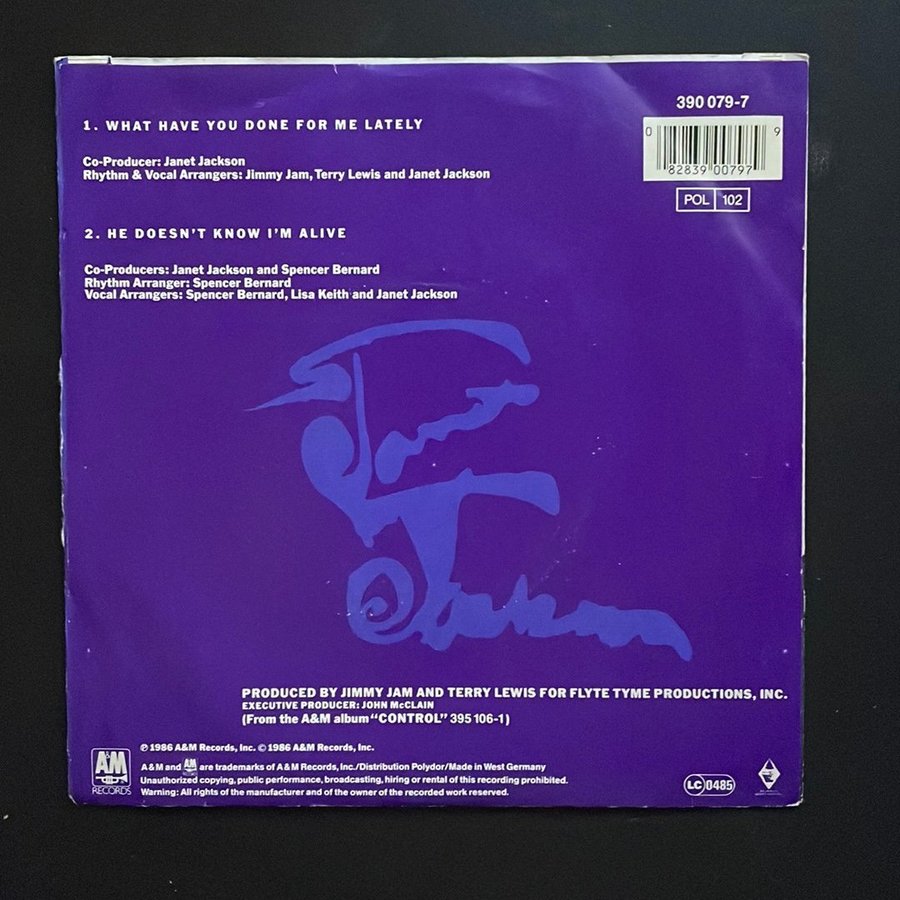 390 079-7
0 9
82839 00797
POL 102
1. WHAT HAVE YOU DONE FOR ME LATELY
Co-Producer: Janet Jackson
Rhythm & Vocal Arrangers: Jimmy Jam, Terry Lewis and Janet Jackson
2. HE DOESN'T KNOW I'M ALIVE
Co-Producers: Janet Jackson and Spencer Bernard
Rhythm Arranger: Spencer Bernard
Vocal Arrangers: Spencer Bernard, Lisa Keith and Janet Jackson
Janet
Jackson
PRODUCED BY JIMMY JAM AND TERRY LEWIS FOR FLYTE TYME PRODUCTIONS, INC.
EXECUTIVE PRODUCER: JOHN McCLAIN
(From the A&M album "CONTROL" 395 106-1)
℗ 1986 A&M Records, Inc. © 1986 A&M Records, Inc.
A&M and A&M are trademarks of A&M Records, Inc./Distribution Polydor/Made in West Germany
Unauthorized copying, public performance, broadcasting, hiring or rental of this recording prohibited.
Warning: All rights of the manufacturer and of the owner of the recorded work reserved.
A&M
RECORDS
LC 0485